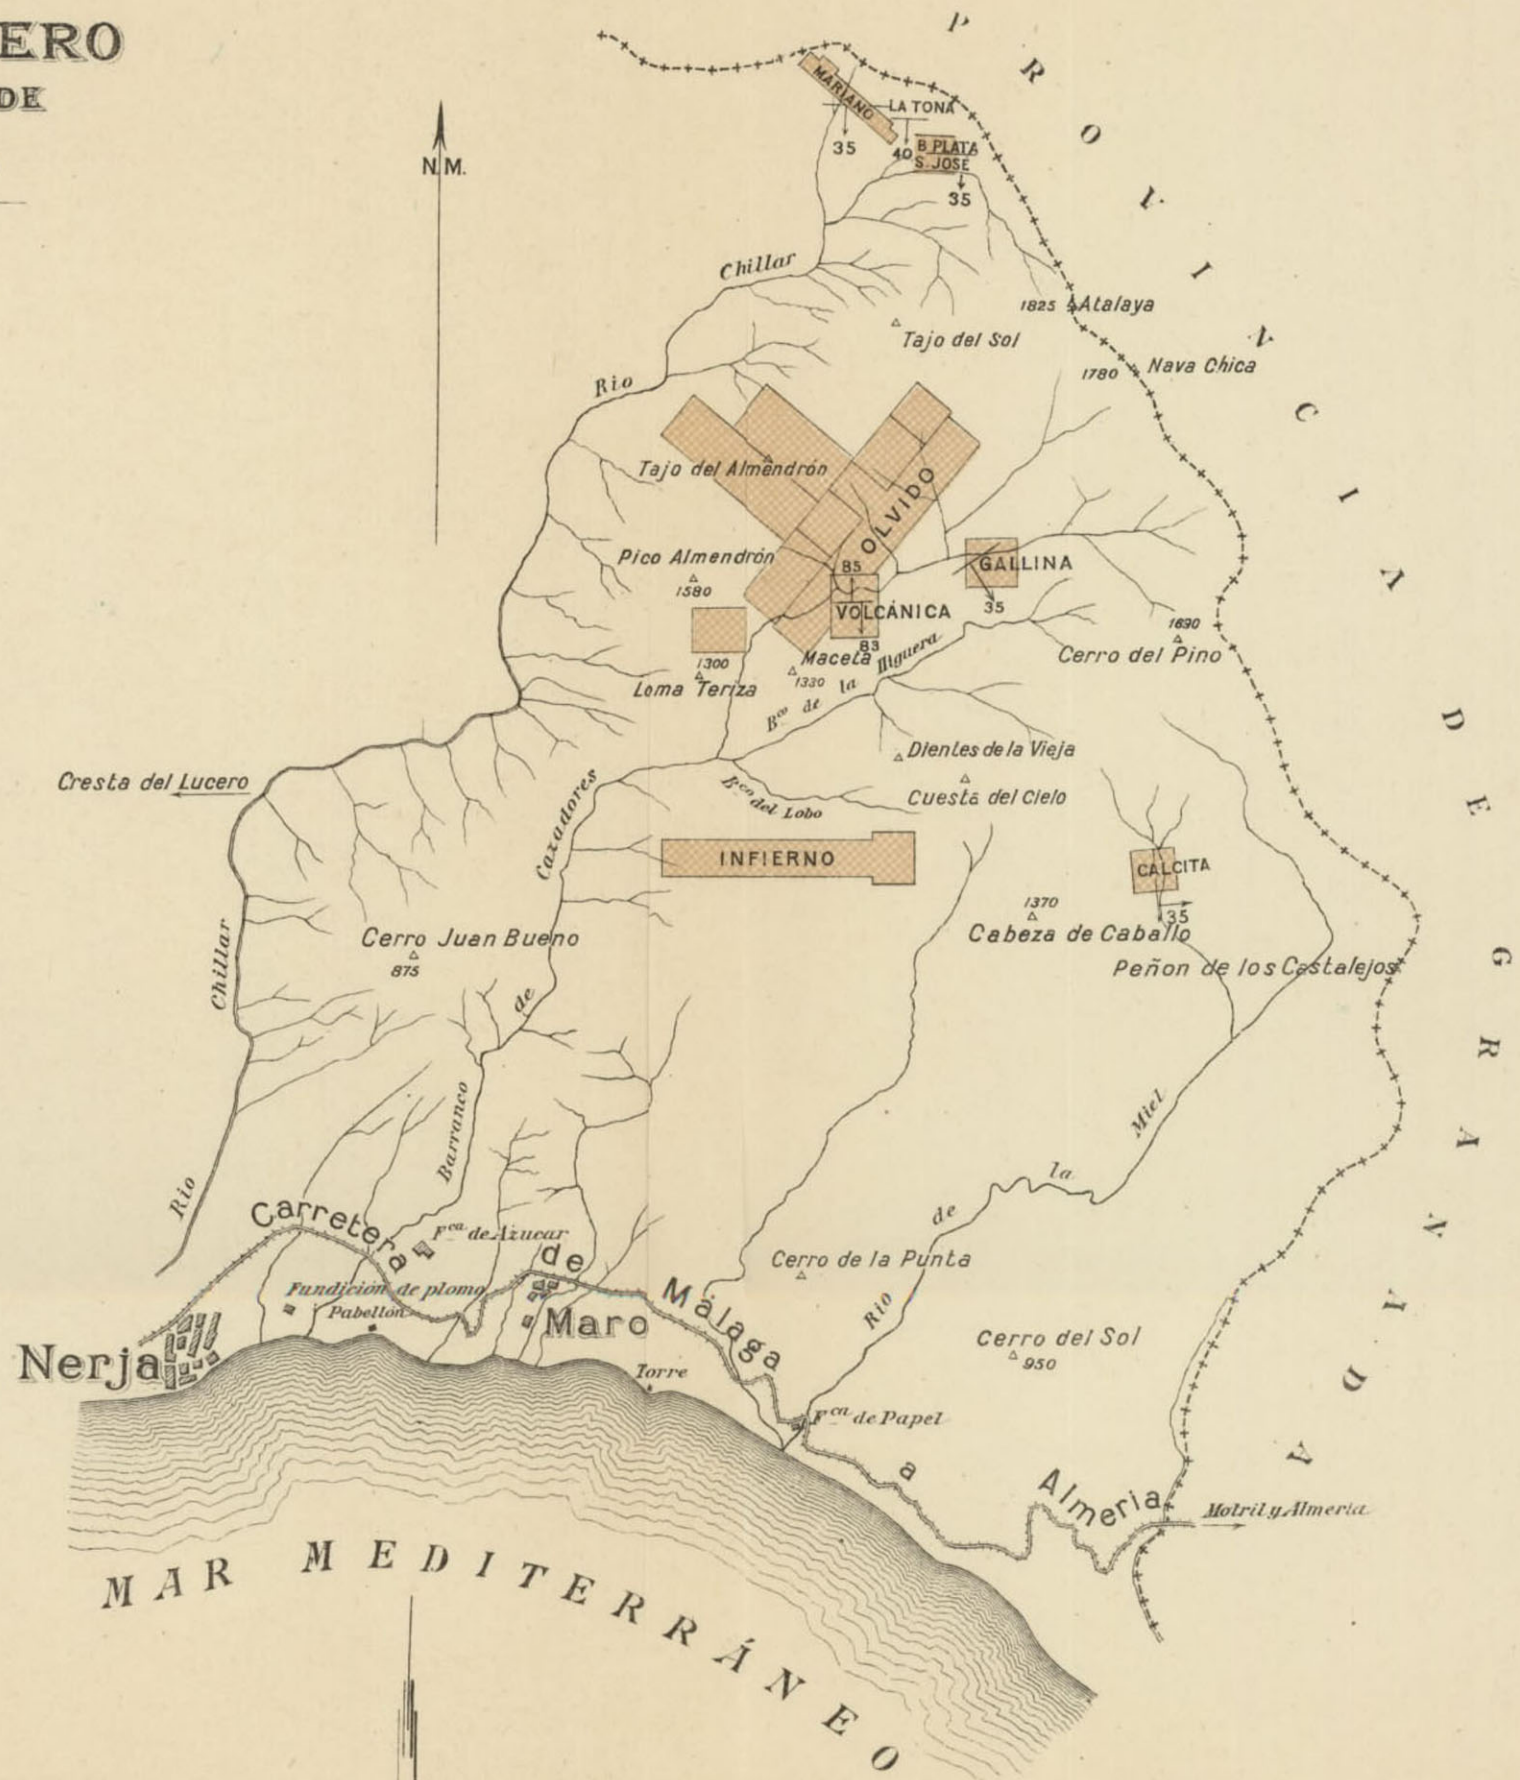 ERO
DE
N.M.
PROVINCIA DE GRANADA
MARIANO
LA TONA
35
40
B PLATA
S. JOSÉ
35
Chillar
1825 Atalaya
Tajo del Sol
1780 Nava Chica
Rio
Tajo del Almendrón
OLVIDO
Pico Almendrón
1580
85
GALLINA
35
VOLCÁNICA
83
1690
Cerro del Pino
1300
Loma Teriza
Maceta
1330
Bco de la Higuera
Dientes de la Vieja
Cresta del Lucero
Bco del Lobo
Cuesta del Cielo
Cazadores
INFIERNO
CALCITA
35
1370
Cabeza de Caballo
Cerro Juan Bueno
875
Peñon de los Castalejos
Chillar
de
Barranco
Miel
la
de
Rio
Rio
Carretera
Fca de Azucar
de
Cerro de la Punta
Fundición de plomo
Málaga
Pabellón
Maro
Nerja
Cerro del Sol
950
Torre
Fca de Papel
a
Almeria
Motril y Almeria
MAR MEDITERRÁNEO